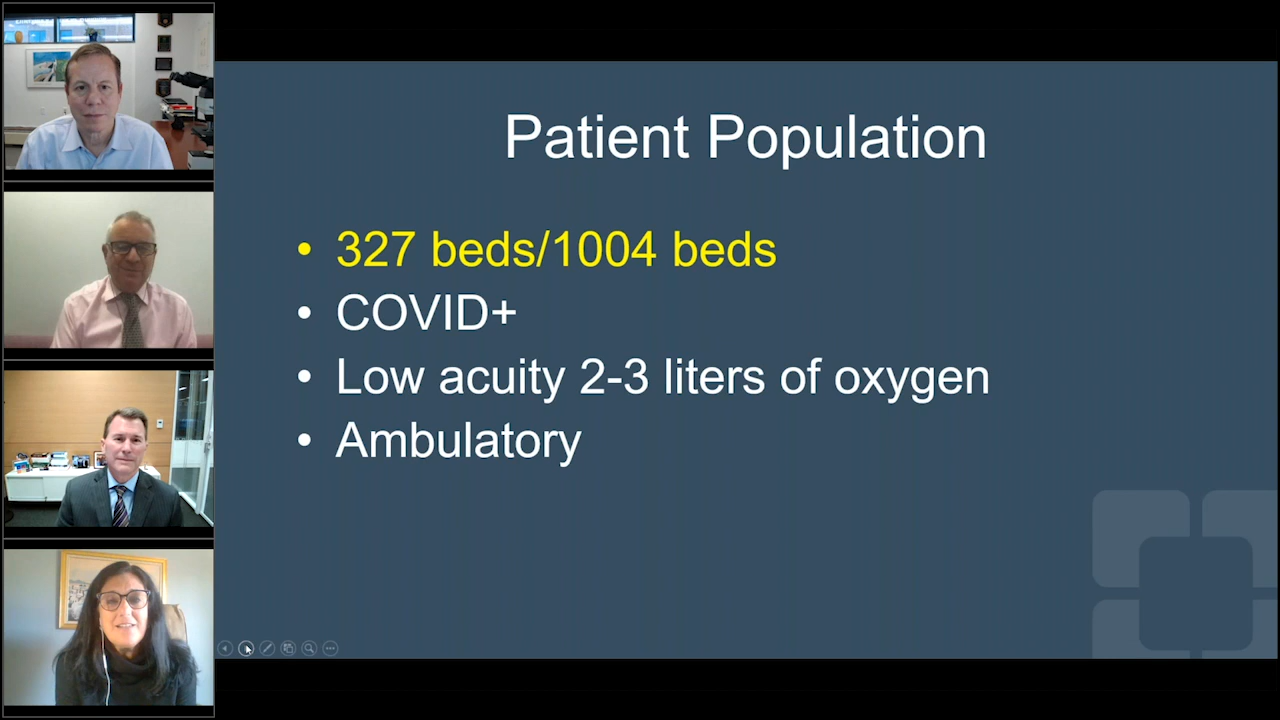 Patient Population
• 327 beds/1004 beds
• COVID+
• Low acuity 2-3 liters of oxygen
• Ambulatory